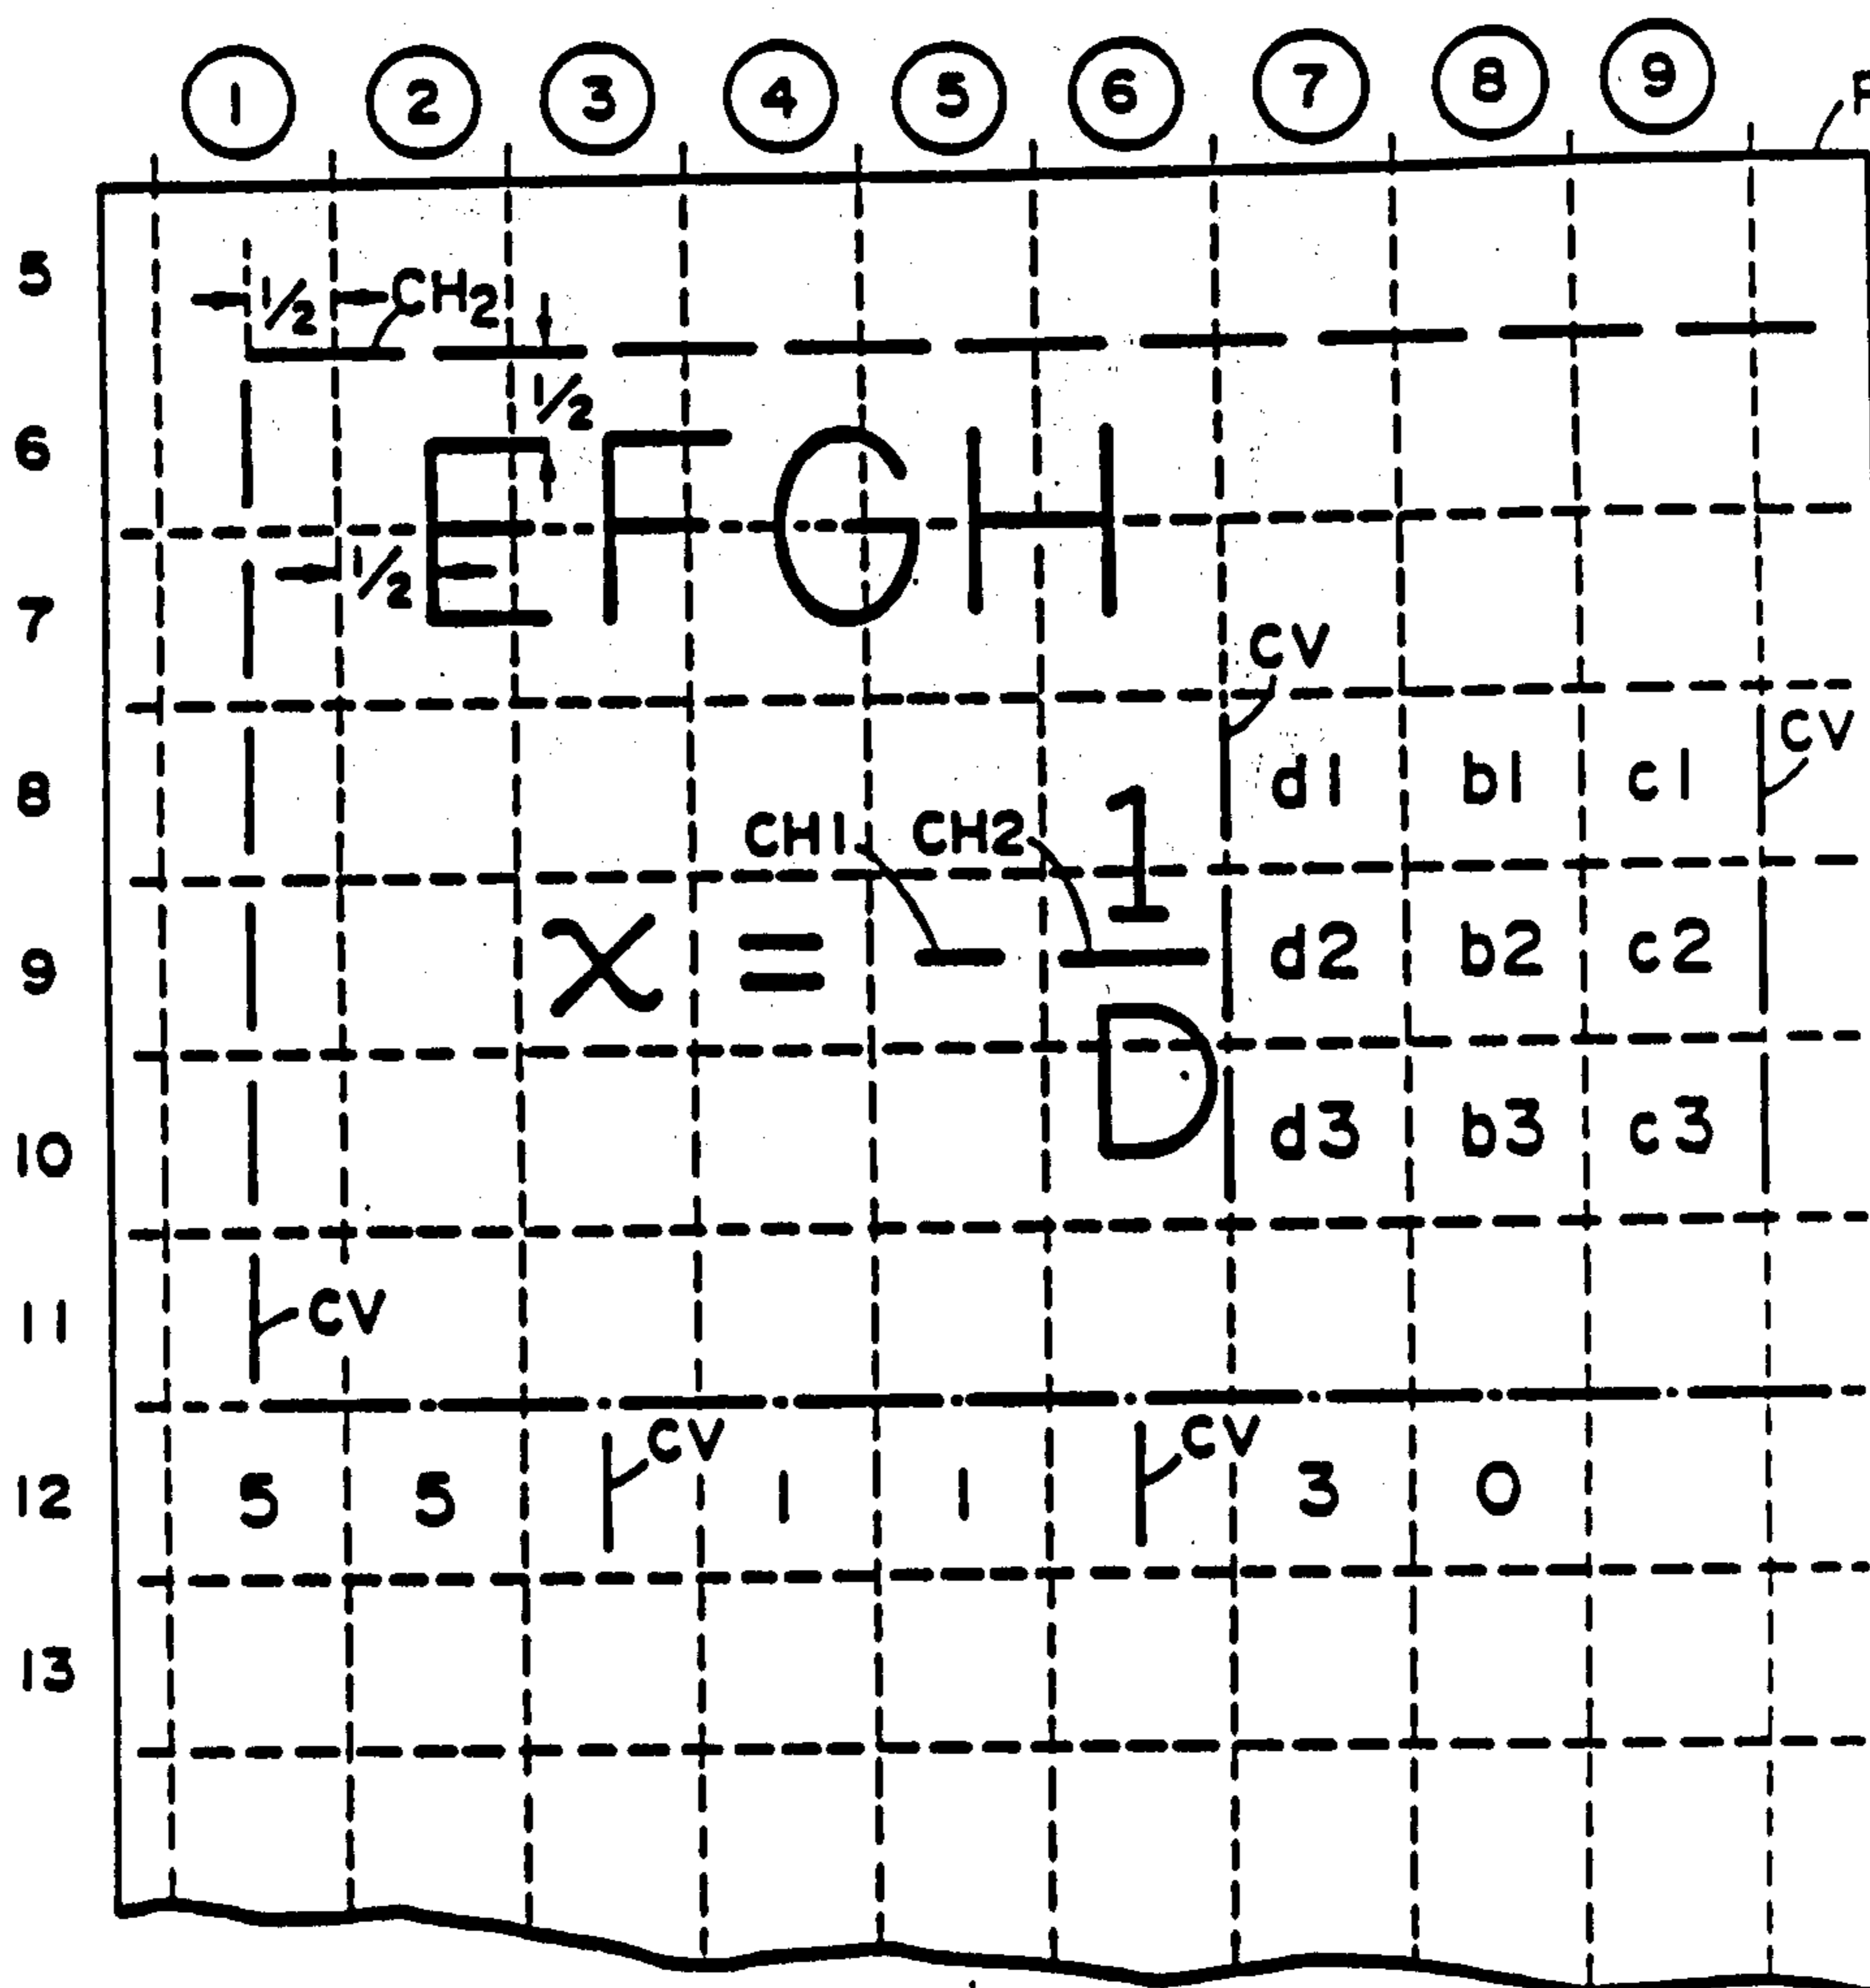 1 2 3 4 5 6 7 8 9
5
1/2 CH2
1/2
6 EFGH
1/2
7
CV
CV
8 1 d1 b1 c1
CH1 CH2
9 x = — — d2 b2 c2
D
10 d3 b3 c3
11 CV
CV CV
12 5 5 | 1 1 | 3 0
13